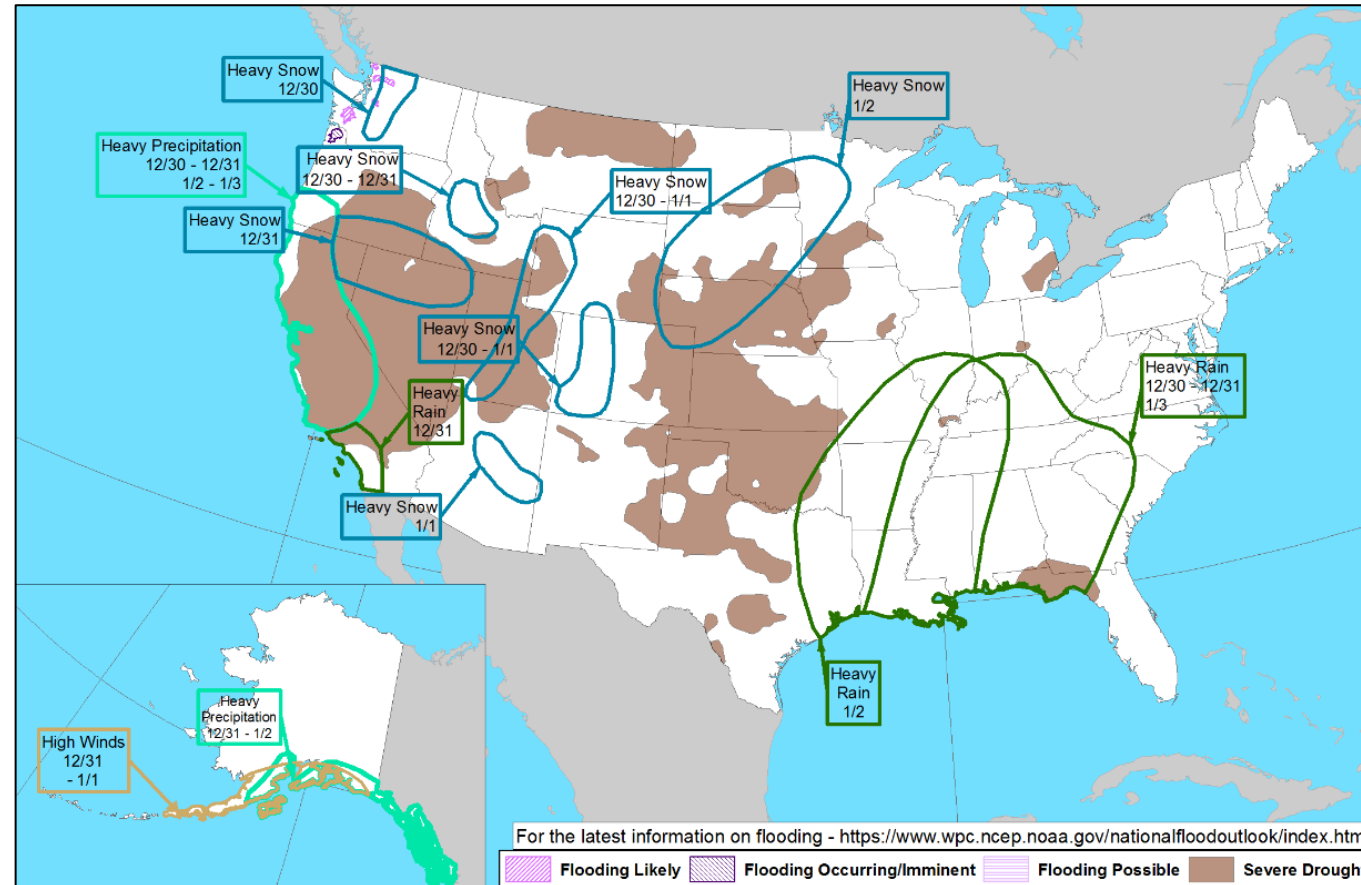 Heavy Snow
12/30
Heavy Snow
1/2
Heavy Precipitation
12/30 - 12/31
1/2 - 1/3
Heavy Snow
12/30 - 12/31
Heavy Snow
12/30 - 1/1
Heavy Snow
12/31
Heavy Snow
12/30 - 1/1
Heavy Rain
12/30 - 12/31
1/3
Heavy
Rain
12/31
Heavy Snow
1/1
Heavy
Rain
1/2
Heavy
Precipitation
12/31 - 1/2
High Winds
12/31
- 1/1
For the latest information on flooding - https://www.wpc.ncep.noaa.gov/nationalfloodoutlook/index.htm
Flooding Likely
Flooding Occurring/Imminent
Flooding Possible
Severe Drough